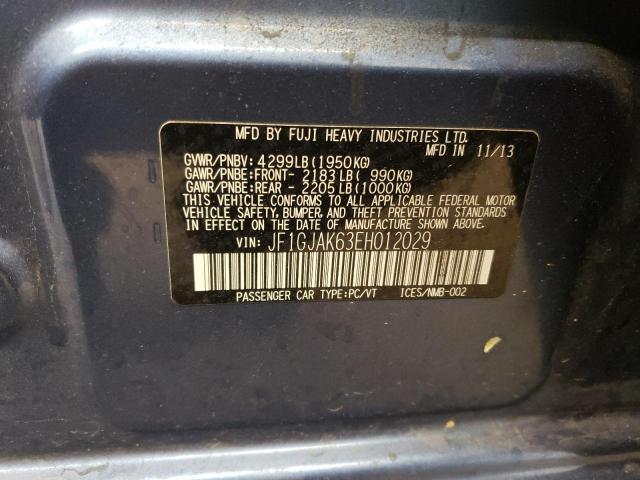 MFD BY FUJI HEAVY INDUSTRIES LTD.
MFD IN 11/13
GVWR/PNBV: 4299LB(1950KG)
GAWR/PNBE:FRONT- 2183LB( 990KG)
GAWR/PNBE:REAR - 2205LB(1000KG)
THIS VEHICLE CONFORMS TO ALL APPLICABLE FEDERAL MOTOR
VEHICLE SAFETY, BUMPER, AND THEFT PREVENTION STANDARDS
IN EFFECT ON THE DATE OF MANUFACTURE SHOWN ABOVE.
VIN: JF1GJAK63EH012029
PASSENGER CAR TYPE:PC/VT ICES/NMB-002